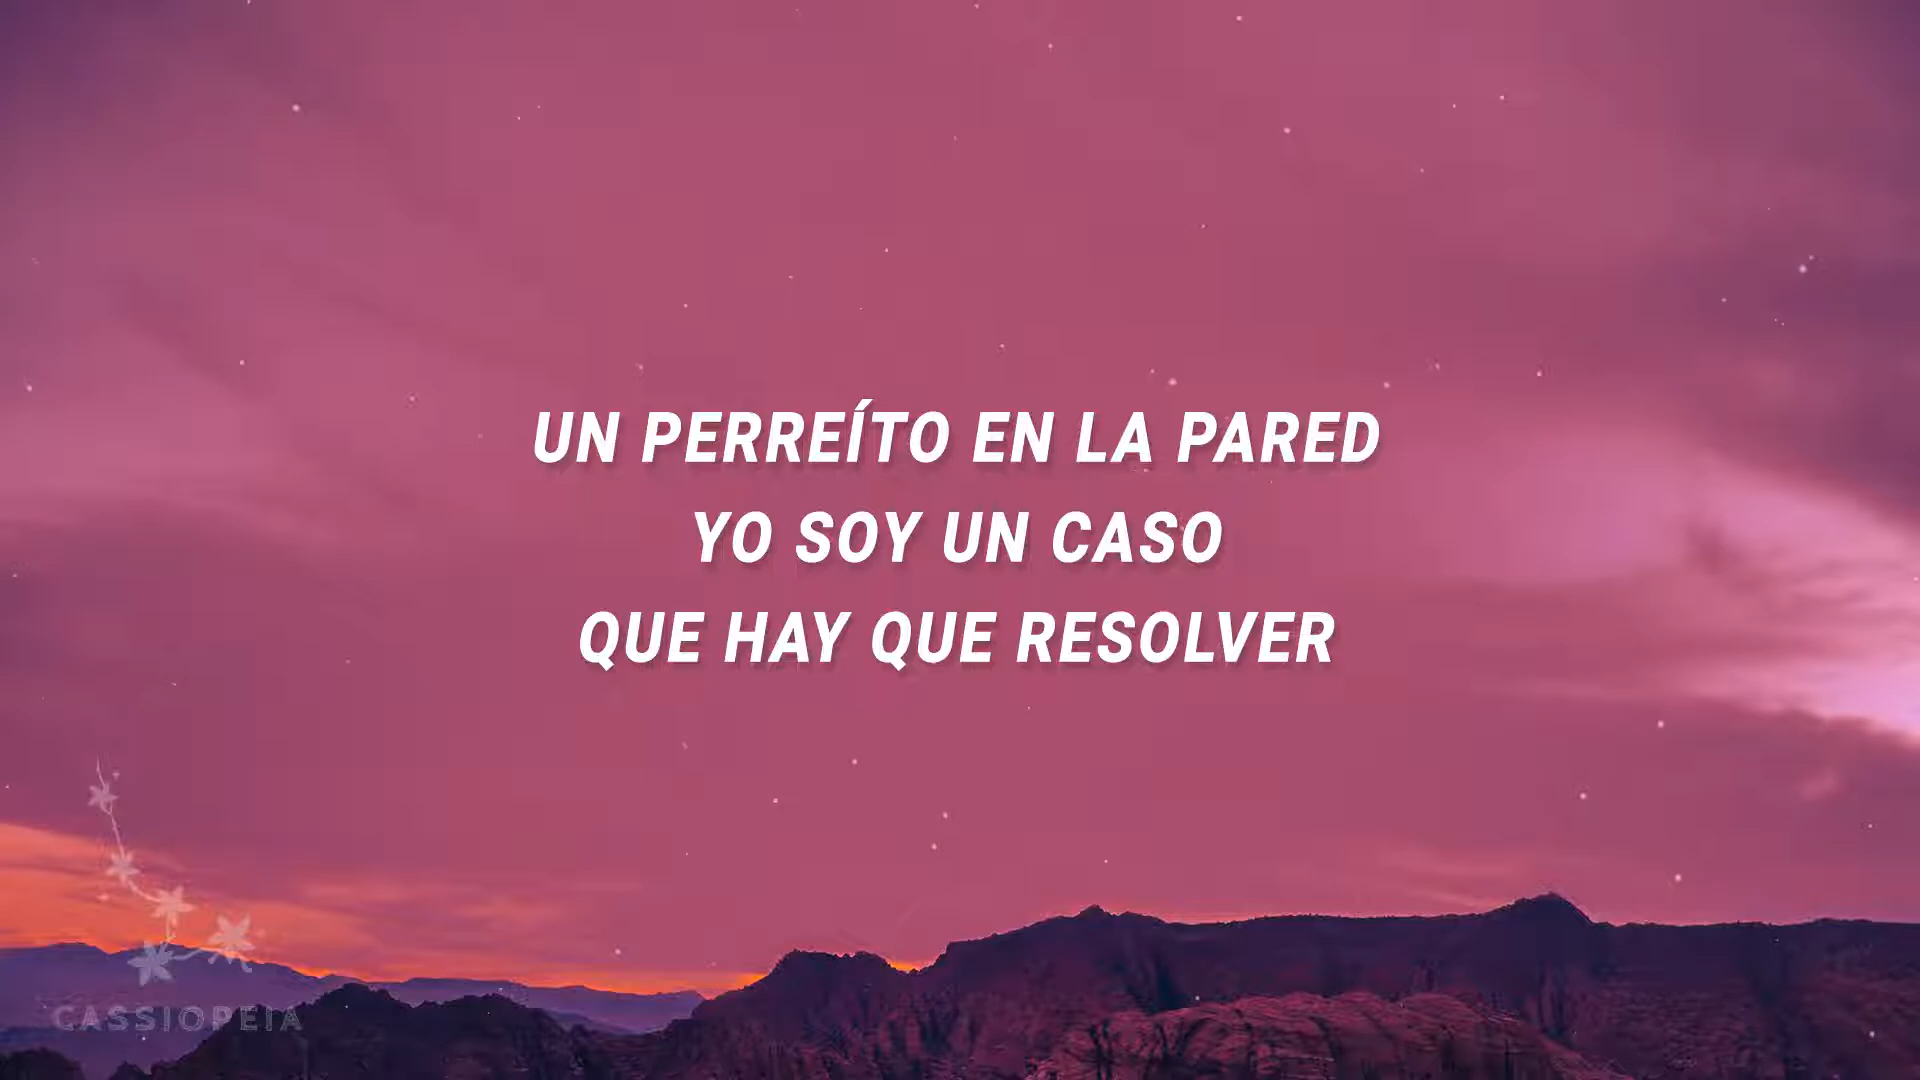 UN PERREÍTO EN LA PARED
YO SOY UN CASO
QUE HAY QUE RESOLVER
CASSIOPEIA